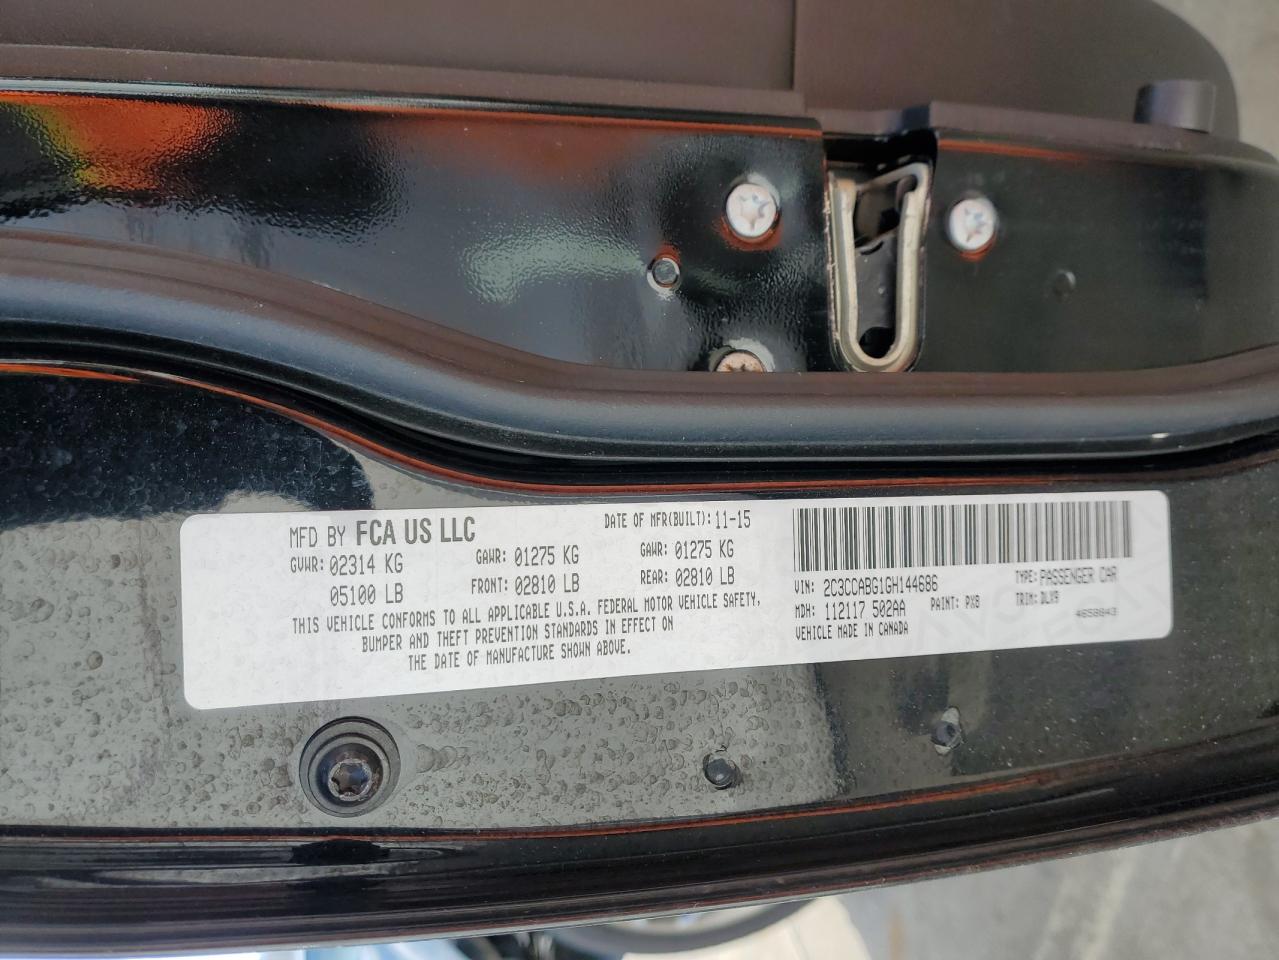 MFD BY FCA US LLC
DATE OF MFR(BUILT): 11-15
GVWR: 02314 KG GAWR: 01275 KG GAWR: 01275 KG
05100 LB FRONT: 02810 LB REAR: 02810 LB
THIS VEHICLE CONFORMS TO ALL APPLICABLE U.S.A. FEDERAL MOTOR VEHICLE SAFETY,
BUMPER AND THEFT PREVENTION STANDARDS IN EFFECT ON
THE DATE OF MANUFACTURE SHOWN ABOVE.
VIN: 2C3CCABG1GH144686 TYPE: PASSENGER CAR
MDH: 112117 502AA PAINT: PX8 TRIM: DLX9
VEHICLE MADE IN CANADA
4658843